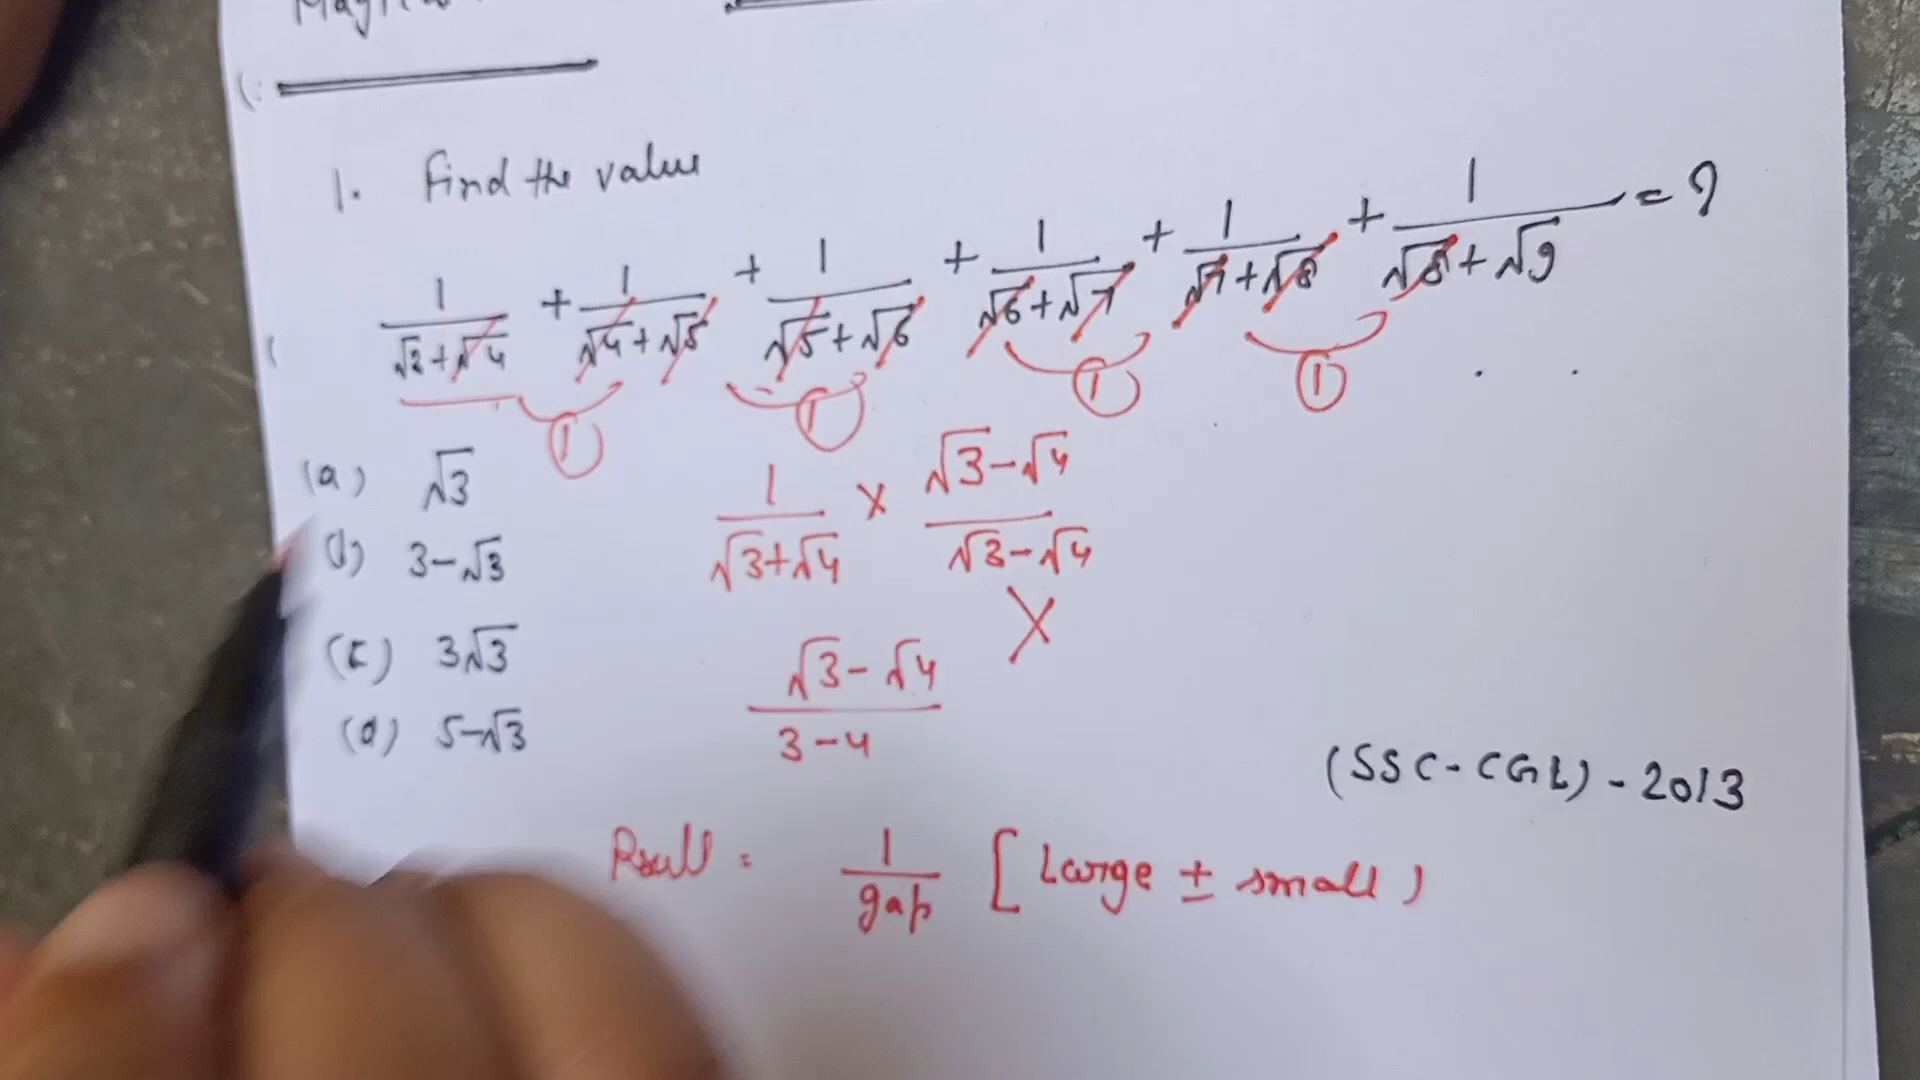 1. Find the value
1/(√3+√4) + 1/(√4+√5) + 1/(√5+√6) + 1/(√6+√7) + 1/(√7+√8) + 1/(√8+√9) = ?
1 1 1 1
(a) √3
(b) 3-√3
(c) 3√3
(d) 5-√3
1/(√3+√4) × (√3-√4)/(√3-√4)
X
(√3-√4)/(3-4)
(SSC-CGL)-2013
= 1/gap [Large ± small)